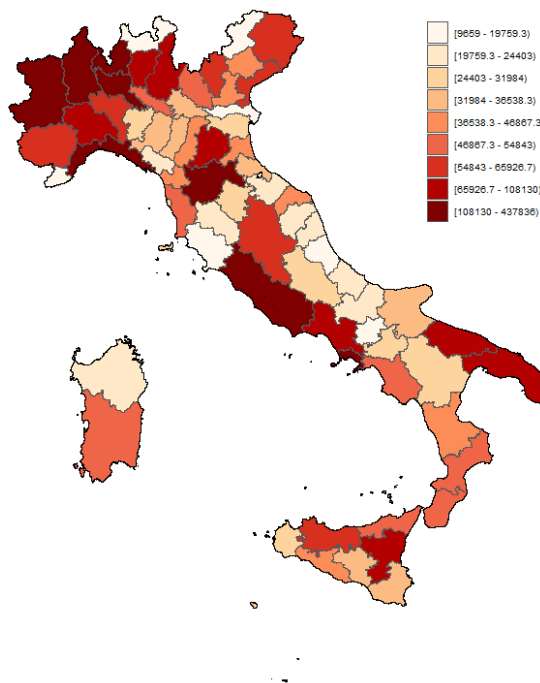 [9659 - 19759.3)
[19759.3 - 24403)
[24403 - 31984)
[31984 - 36538.3)
[36538.3 - 46867.3
[46867.3 - 54843)
[54843 - 65926.7)
[65926.7 - 108130)
[108130 - 437836)